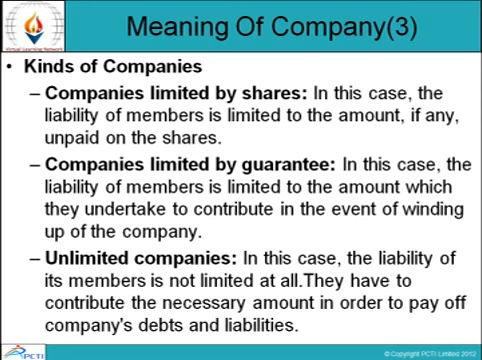 Meaning Of Company(3)
Virtual Learning Network
• Kinds of Companies
– Companies limited by shares: In this case, the
liability of members is limited to the amount, if any,
unpaid on the shares.
– Companies limited by guarantee: In this case, the
liability of members is limited to the amount which
they undertake to contribute in the event of winding
up of the company.
– Unlimited companies: In this case, the liability of
its members is not limited at all.They have to
contribute the necessary amount in order to pay off
company's debts and liabilities.
PCTI
© Copyright PCTI Limited 2012